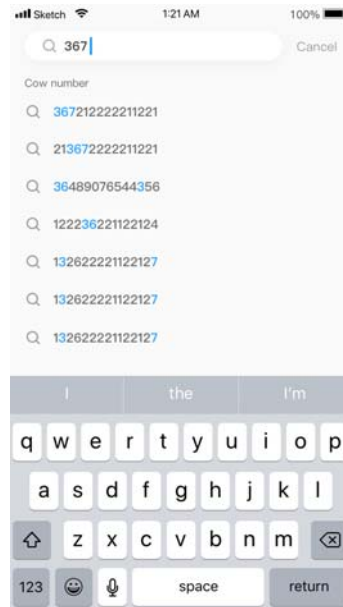 Sketch 1:21 AM 100%
367 Cancel
Cow number
367212222211221
213672222211221
36489076544356
122236221122124
132622221122127
132622221122127
132622221122127
I the I'm
q w e r t y u i o p
a s d f g h j k l
z x c v b n m
123 space return